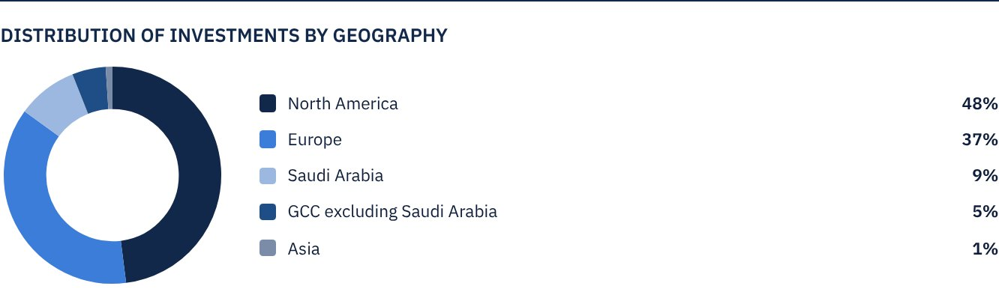 DISTRIBUTION OF INVESTMENTS BY GEOGRAPHY
North America 48%
Europe 37%
Saudi Arabia 9%
GCC excluding Saudi Arabia 5%
Asia 1%